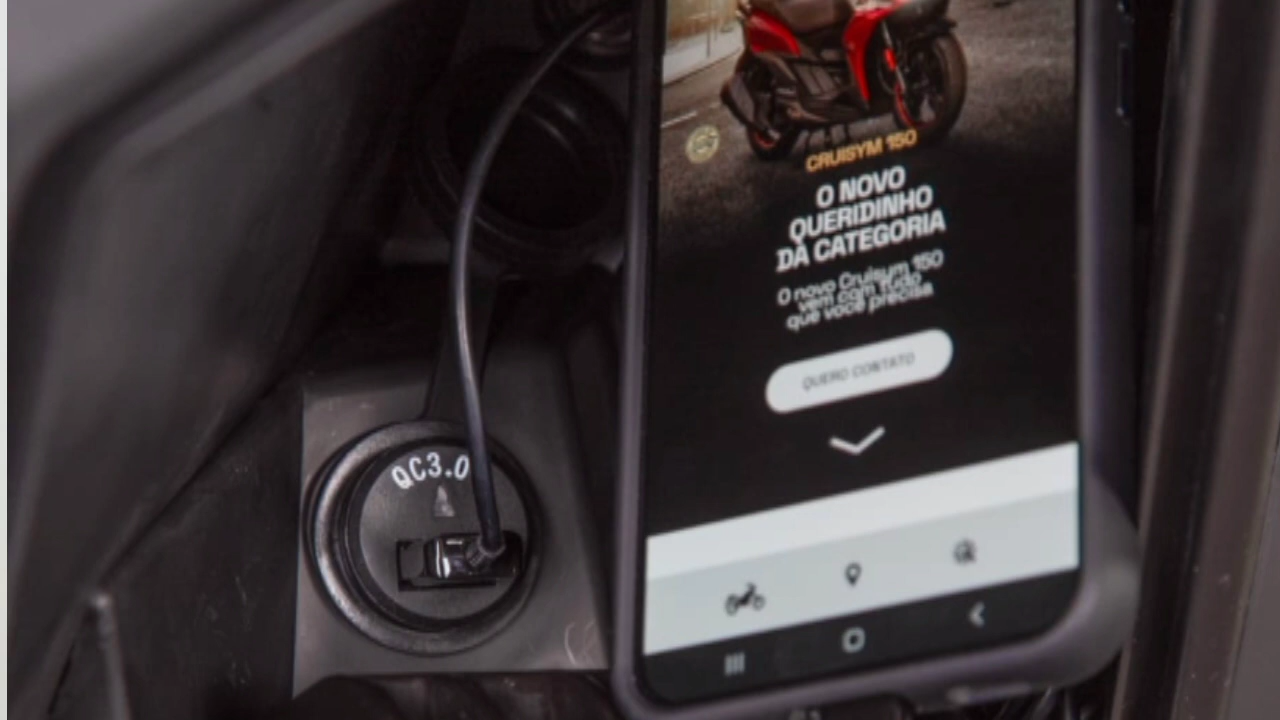 CRUISYM 150
O NOVO
QUERIDINHO
DA CATEGORIA
O novo Cruisym 150
vem com tudo
que você precisa
QUERO CONTATO
QC3.0